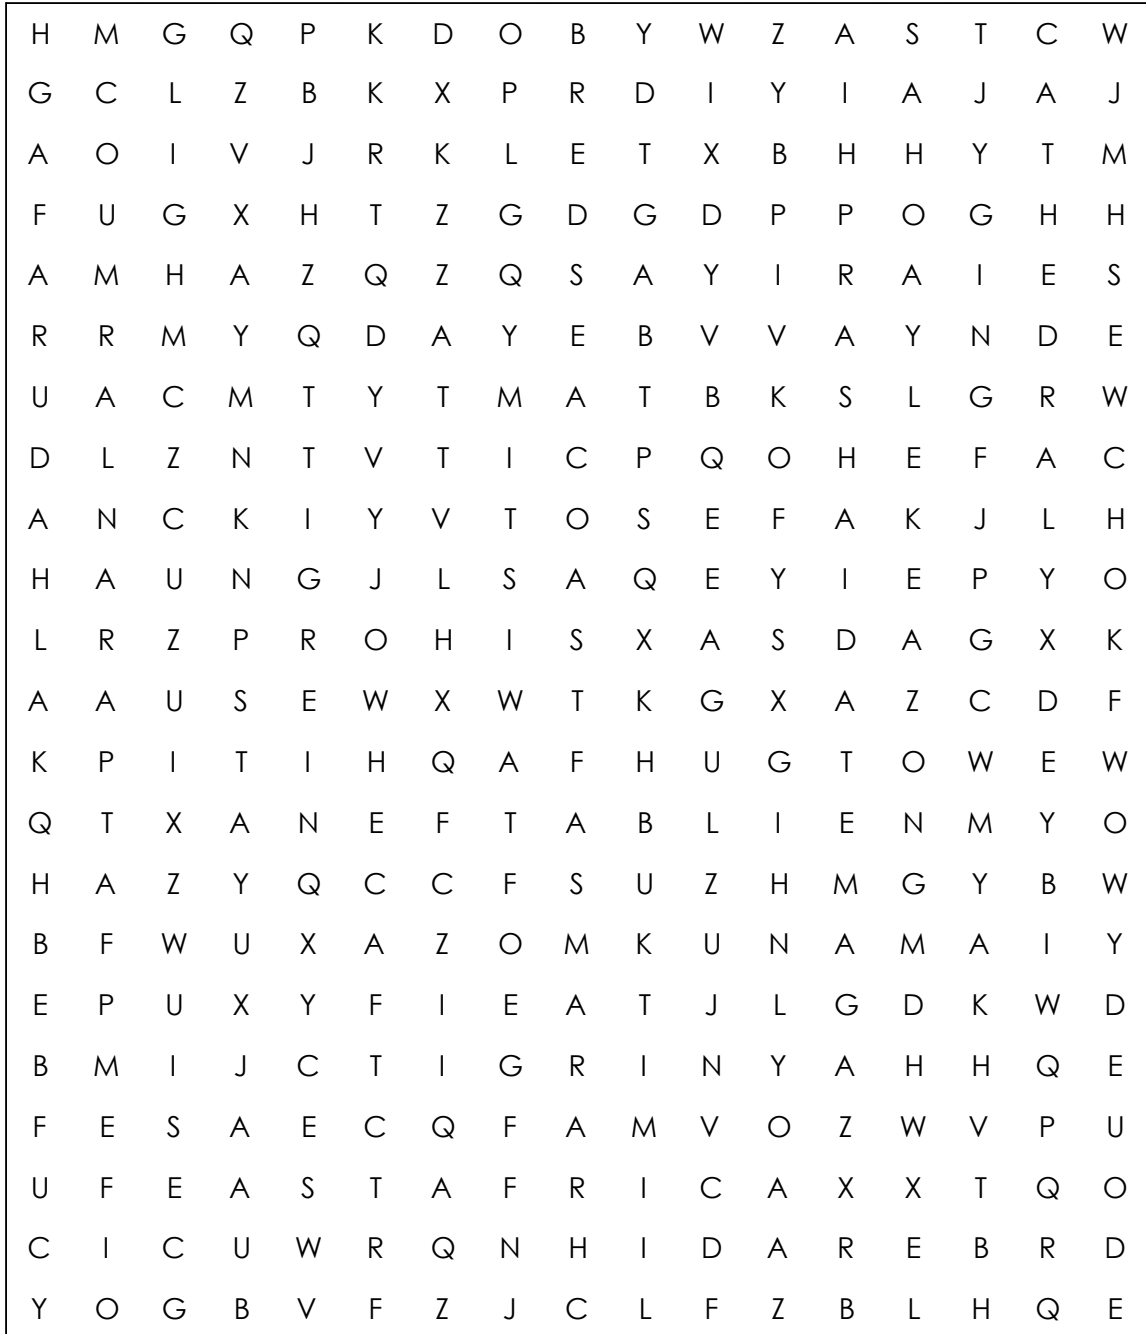 H M G Q P K D O B Y W Z A S T C W
G C L Z B K X P R D I Y I A J A J
A O I V J R K L E T X B H H Y T M
F U G X H T Z G D G D P P O G H H
A M H A Z Q Z Q S A Y I R A I E S
R R M Y Q D A Y E B V V A Y N D E
U A C M T Y T M A T B K S L G R W
D L Z N T V T I C P Q O H E F A C
A N C K I Y V T O S E F A K J L H
H A U N G J L S A Q E Y I E P Y O
L R Z P R O H I S X A S D A G X K
A A U S E W X W T K G X A Z C D F
K P I T I H Q A F H U G T O W E W
Q T X A N E F T A B L I E N M Y O
H A Z Y Q C C F S U Z H M G Y B W
B F W U X A Z O M K U N A M A I Y
E P U X Y F I E A T J L G D K W D
B M I J C T I G R I N Y A H H Q E
F E S A E C Q F A M V O Z W V P U
U F E A S T A F R I C A X X T Q O
C I C U W R Q N H I D A R E B R D
Y O G B V F Z J C L F Z B L H Q E